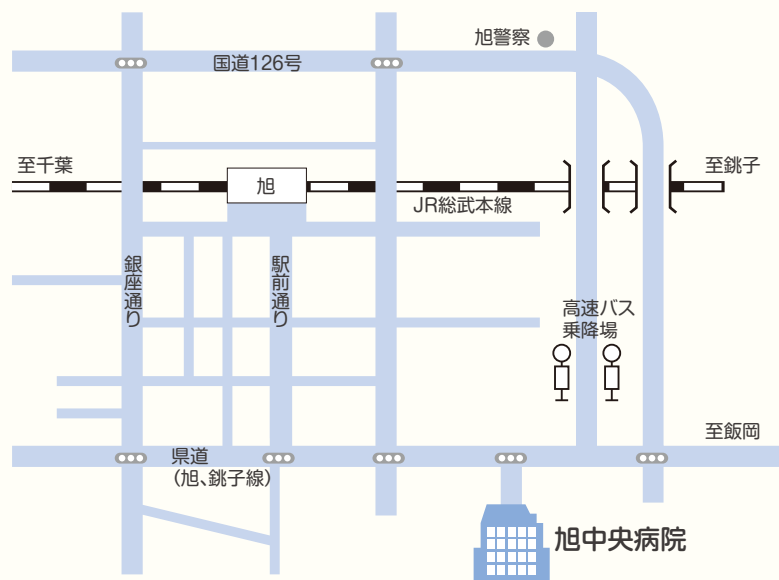 旭警察
国道126号
至千葉
至銚子
旭
JR総武本線
銀座通り
駅前通り
高速バス
乗降場
至飯岡
県道
(旭、銚子線)
旭中央病院